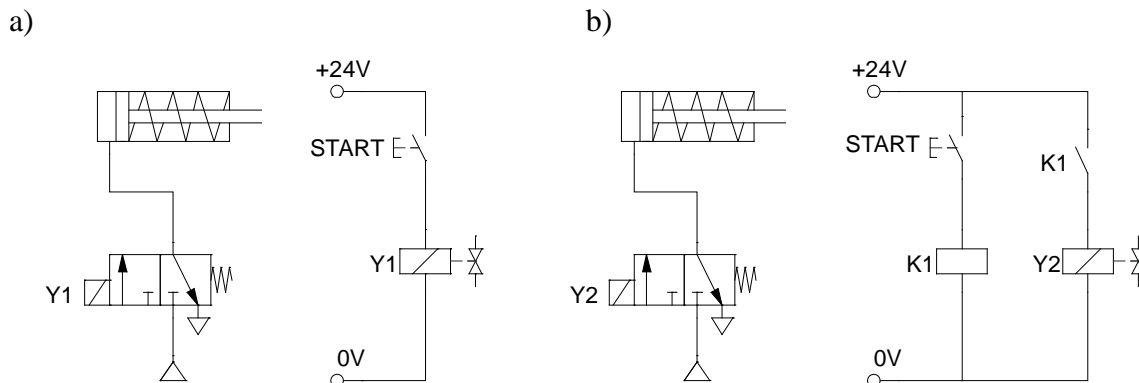 a)
+24V
START
Y1
Y1
0V
b)
+24V
START
K1
Y2
K1
Y2
0V